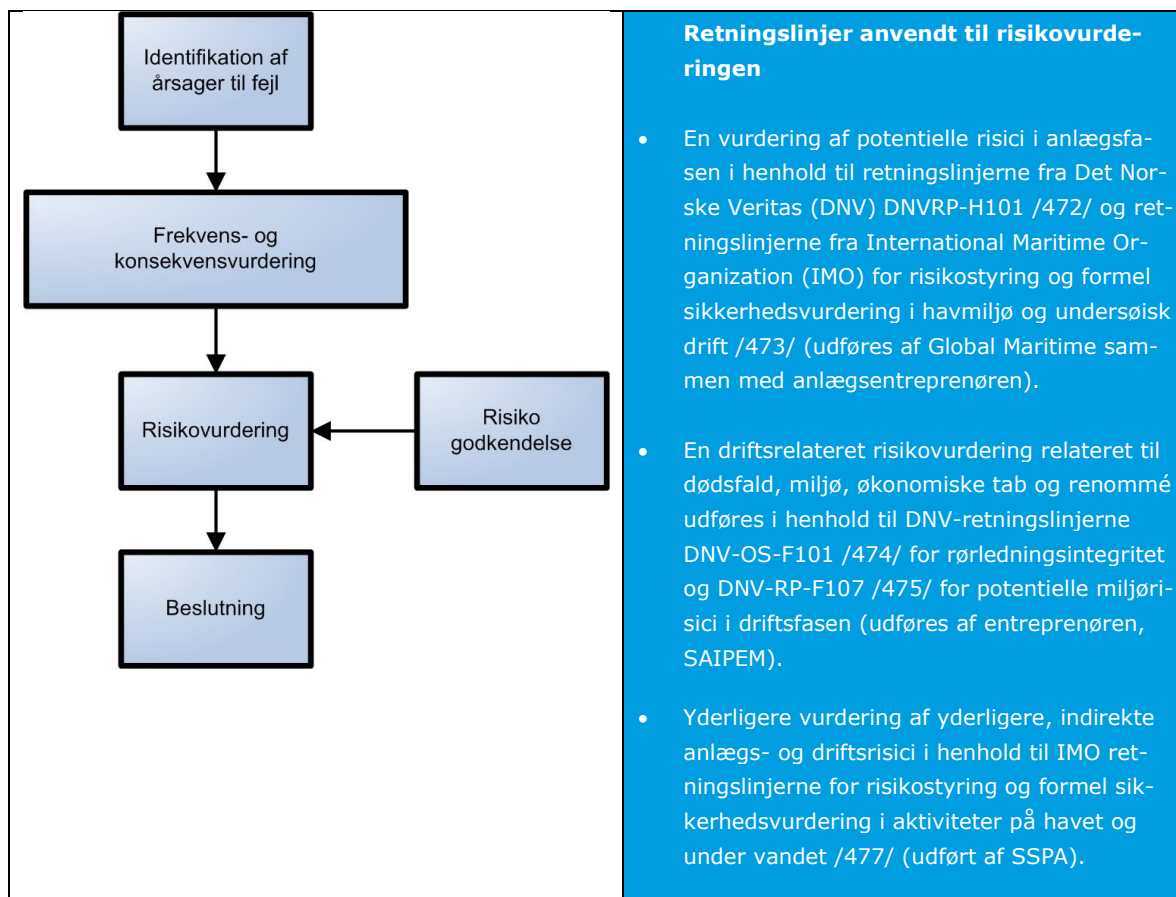 Identifikation af
årsager til fejl
Frekvens- og
konsekvensvurdering
Risikovurdering
Risiko
godkendelse
Beslutning
Retningslinjer anvendt til risikovurde-
ringen
• En vurdering af potentielle risici i anlægsfa-
sen i henhold til retningslinjerne fra Det Nor-
ske Veritas (DNV) DNVRP-H101 /472/ og ret-
ningslinjerne fra International Maritime Or-
ganization (IMO) for risikostyring og formel
sikkerhedsvurdering i havmiljø og undersøisk
drift /473/ (udføres af Global Maritime sam-
men med anlægsentreprenøren).
• En driftsrelateret risikovurdering relateret til
dødsfald, miljø, økonomiske tab og renommé
udføres i henhold til DNV-retningslinjerne
DNV-OS-F101 /474/ for rørledningsintegritet
og DNV-RP-F107 /475/ for potentielle miljøri-
sici i driftsfasen (udføres af entreprenøren,
SAIPEM).
• Yderligere vurdering af yderligere, indirekte
anlægs- og driftsrisici i henhold til IMO ret-
ningslinjerne for risikostyring og formel sik-
kerhedsvurdering i aktiviteter på havet og
under vandet /477/ (udført af SSPA).